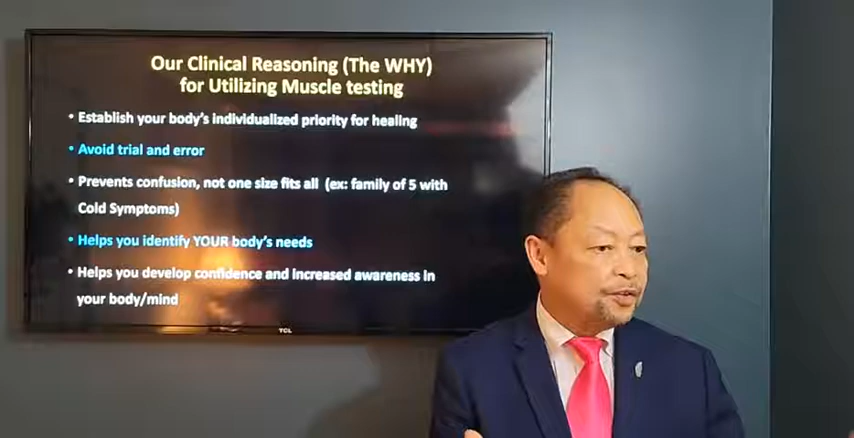 Our Clinical Reasoning (The WHY)
for Utilizing Muscle testing
• Establish your body's individualized priority for healing
• Avoid trial and error
• Prevents confusion, not one size fits all (ex: family of 5 with
Cold Symptoms)
• Helps you identify YOUR body's needs
• Helps you develop confidence and increased awareness in
your body/mind
TCL